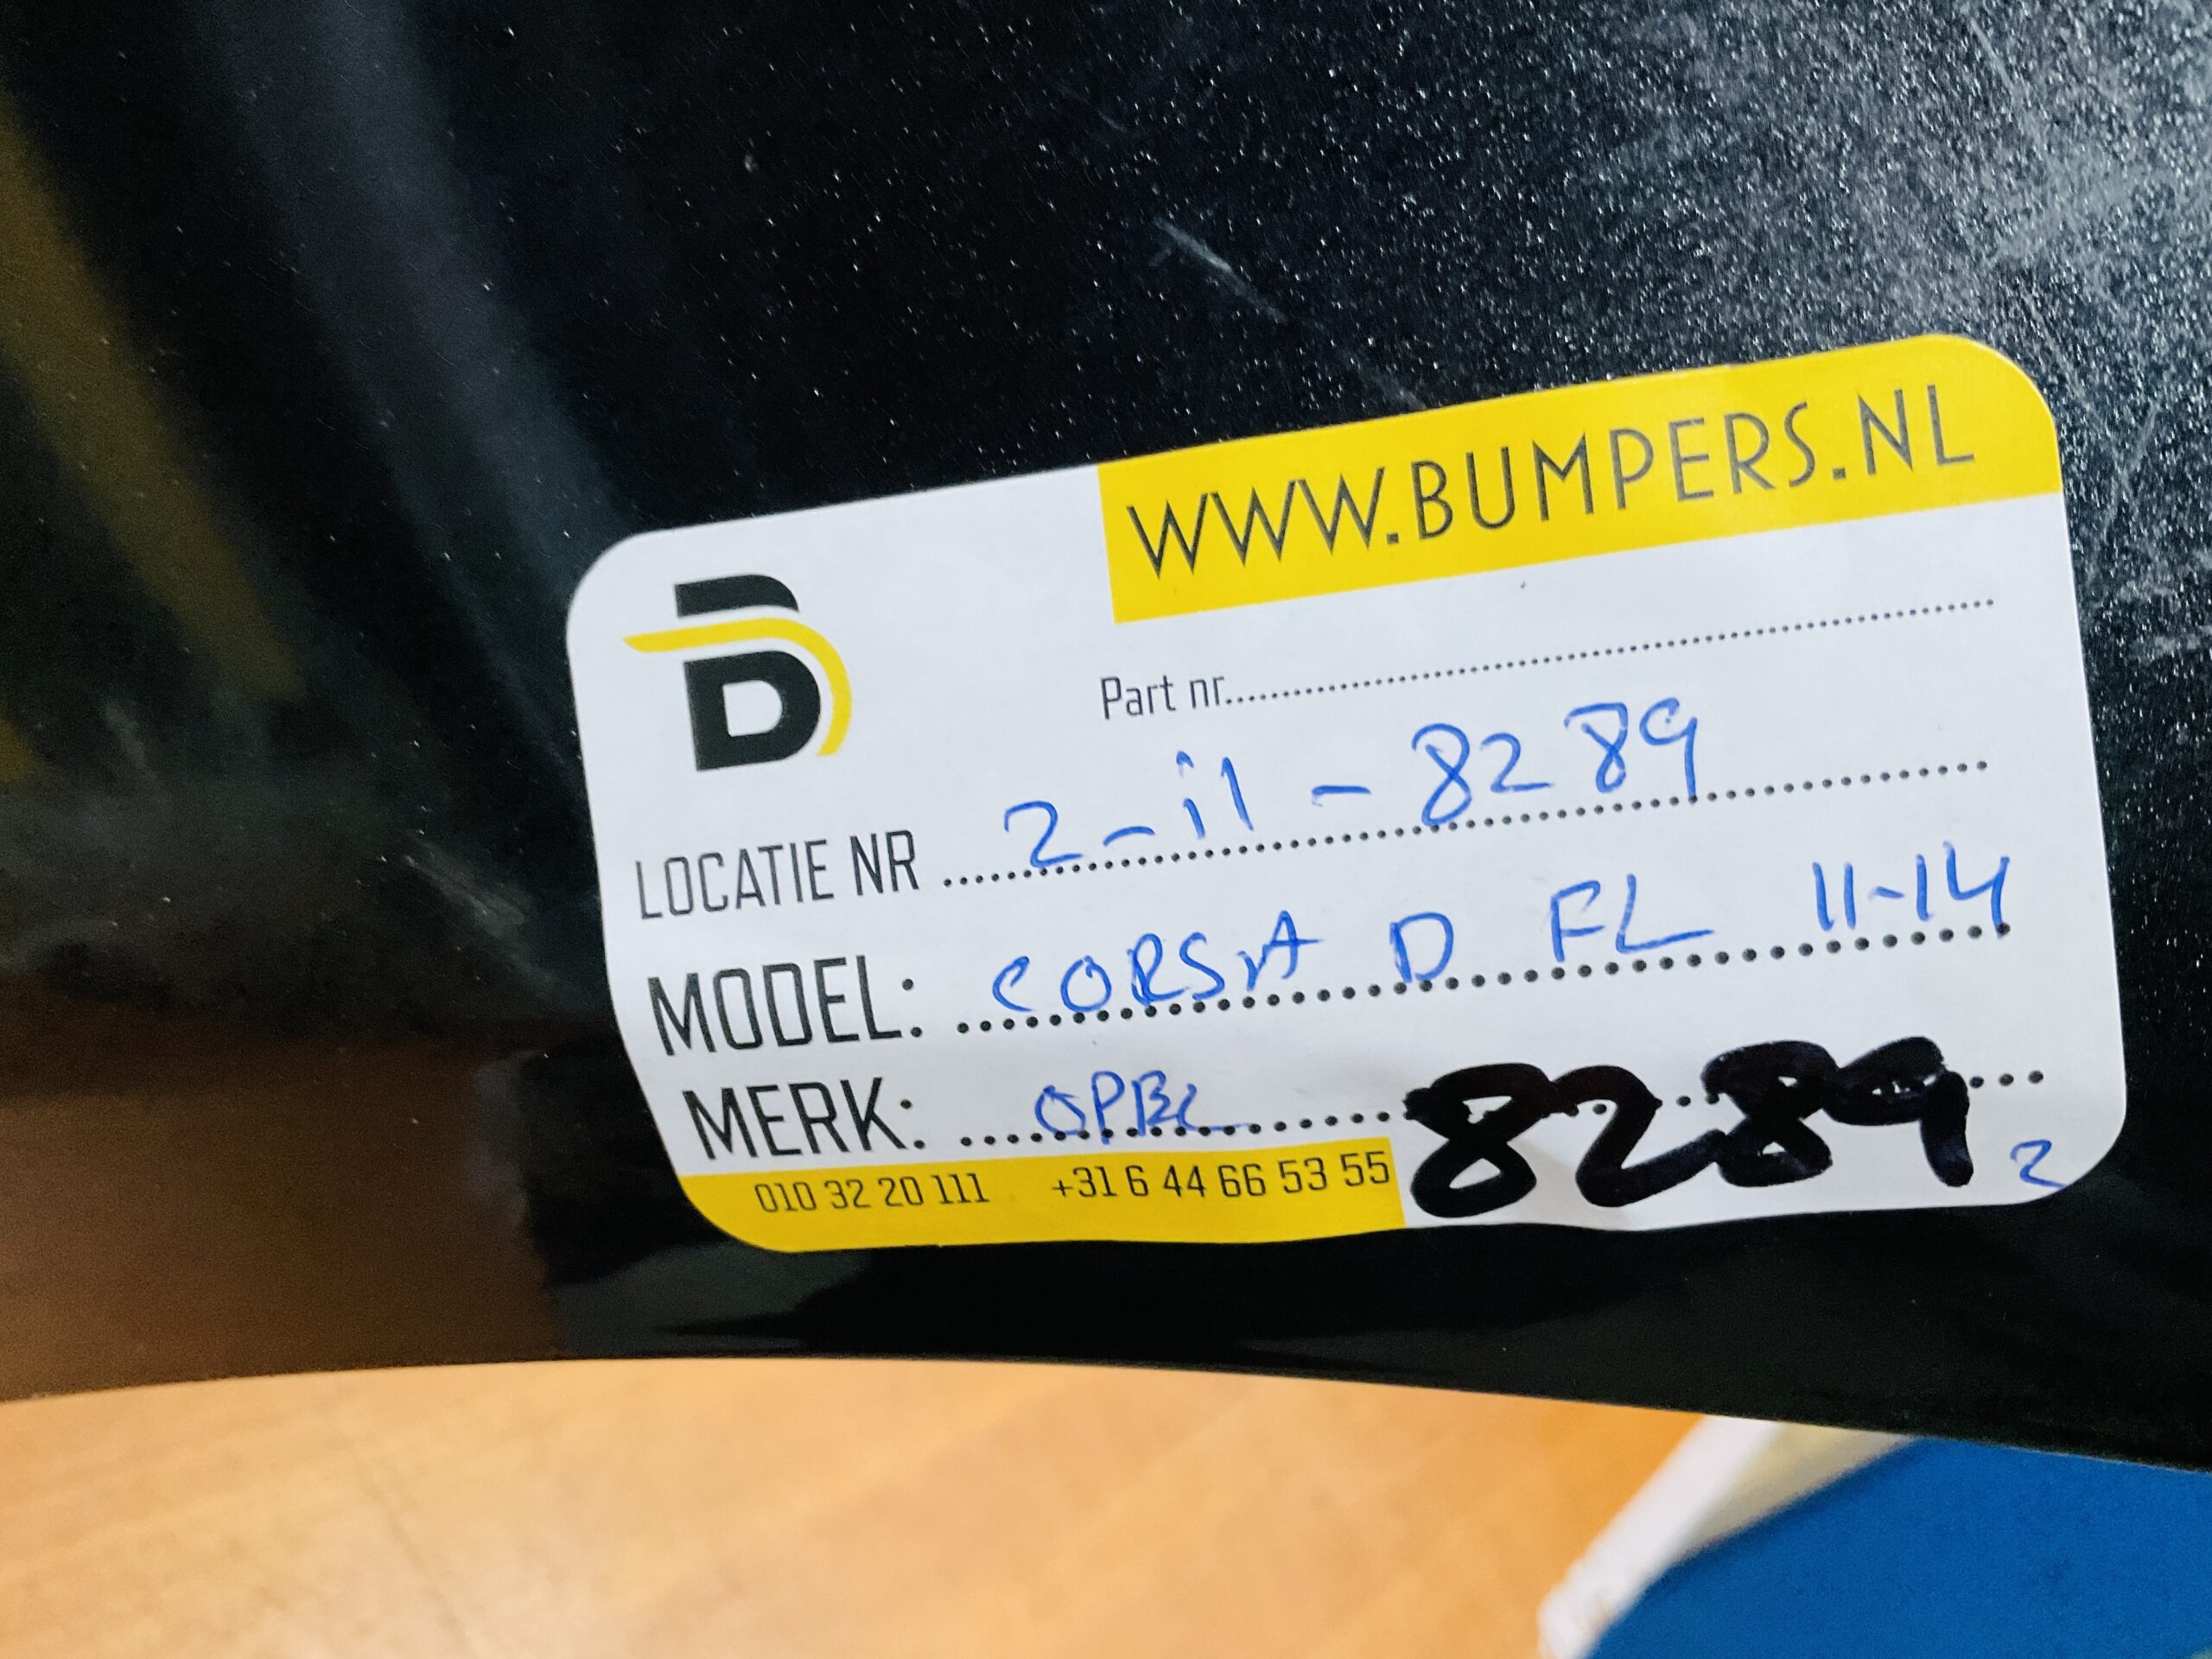 WWW.BUMPERS.NL
B
Part nr.
LOCATIE NR 2-i1-8289
MODEL: CORSA D FL 11-14
MERK: OPEL
8289
2
010 32 20 111 +31 6 44 66 53 55